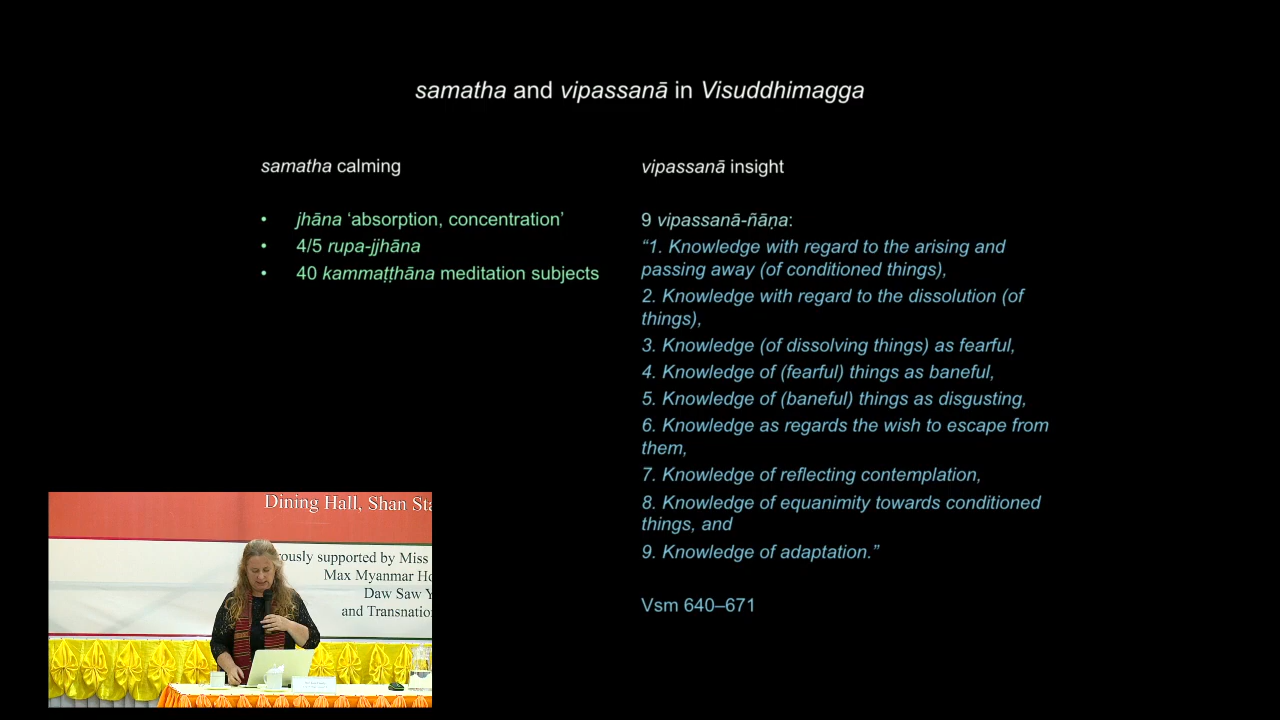 samatha and vipassanā in Visuddhimagga
samatha calming
• jhāna ‘absorption, concentration’
• 4/5 rupa-jjhāna
• 40 kammaṭṭhāna meditation subjects
vipassanā insight
9 vipassanā-ñāṇa:
“1. Knowledge with regard to the arising and
passing away (of conditioned things),
2. Knowledge with regard to the dissolution (of
things),
3. Knowledge (of dissolving things) as fearful,
4. Knowledge of (fearful) things as baneful,
5. Knowledge of (baneful) things as disgusting,
6. Knowledge as regards the wish to escape from
them,
7. Knowledge of reflecting contemplation,
8. Knowledge of equanimity towards conditioned
things, and
9. Knowledge of adaptation.”
Vsm 640–671
Dining Hall, Shan Sta
rously supported by Miss
Max Myanmar Ho
Daw Saw Y
and Transnatio